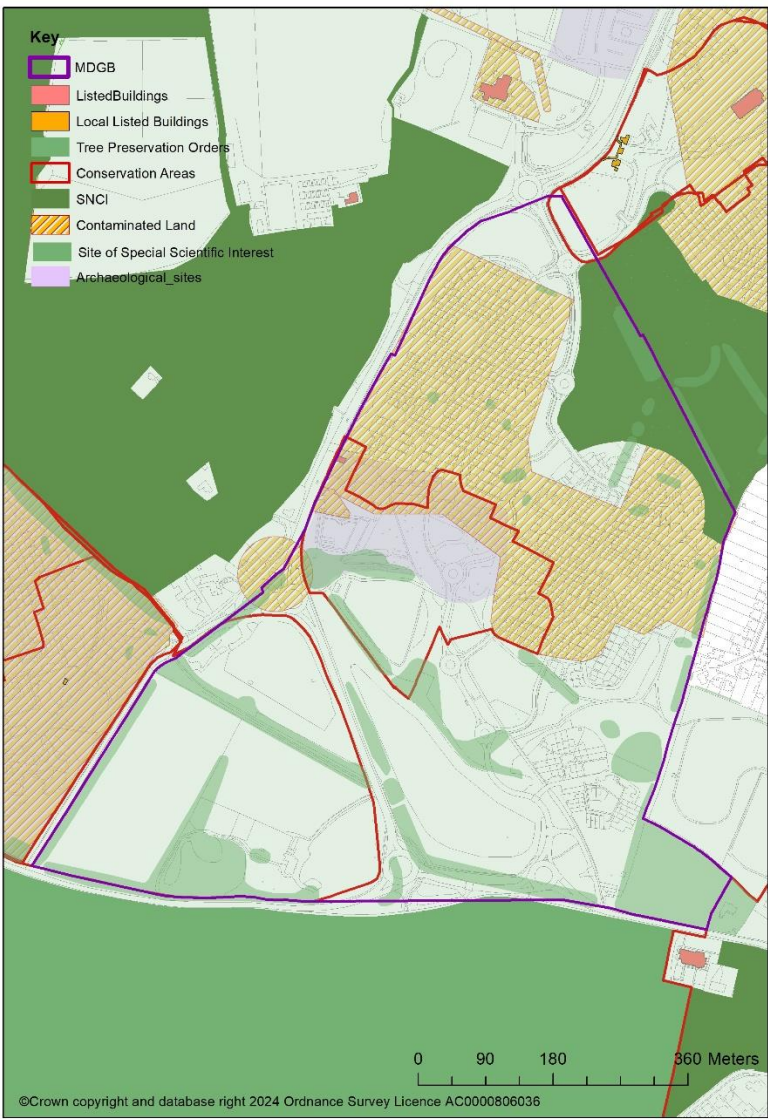 Key
MDGB
ListedBuildings
Local Listed Buildings
Tree Preservation Orders
Conservation Areas
SNCI
Contaminated Land
Site of Special Scientific Interest
Archaeological_sites
0 90 180 360 Meters
©Crown copyright and database right 2024 Ordnance Survey Licence AC0000806036